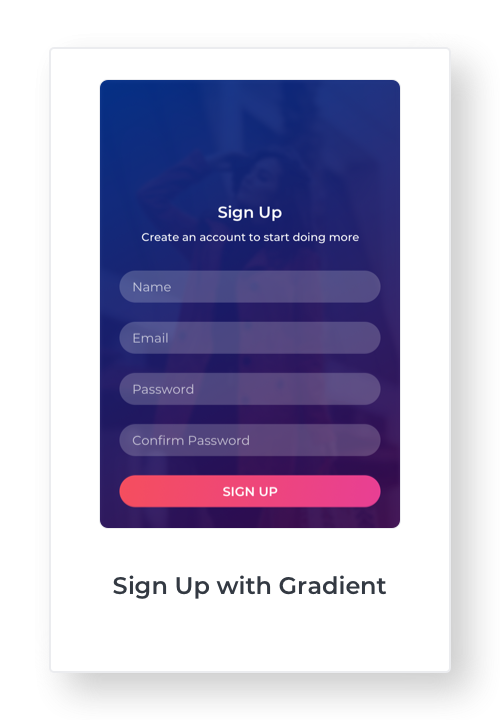 Sign Up
Create an account to start doing more
Name
Email
Password
Confirm Password
SIGN UP
Sign Up with Gradient